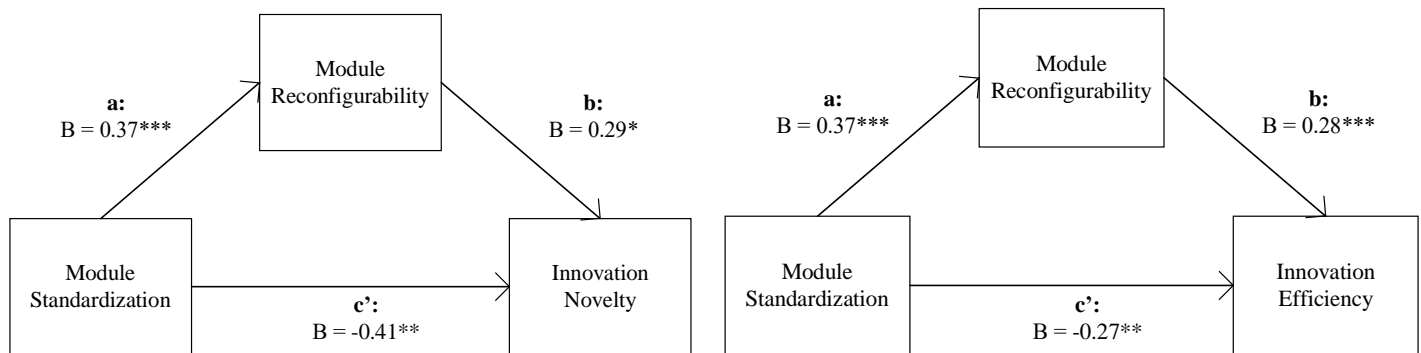 Module
Reconfigurability
a:
B = 0.37***
b:
B = 0.29*
Module
Standardization
Innovation
Novelty
c’:
B = -0.41**
Module
Reconfigurability
a:
B = 0.37***
b:
B = 0.28***
Module
Standardization
Innovation
Efficiency
c’:
B = -0.27**